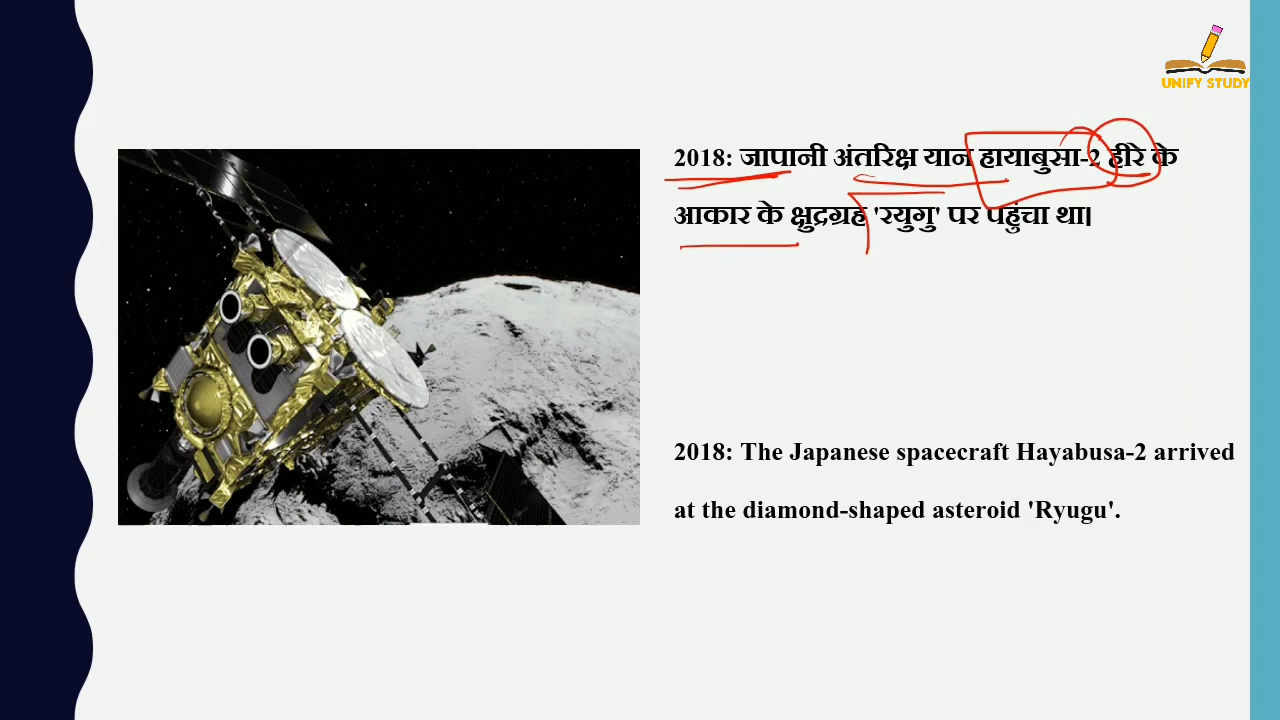 UNIFY STUDY
2018: जापानी अंतरिक्ष यान हायाबुसा-2 हीरे के
आकार के क्षुद्रग्रह 'रयुगु' पर पहुंचा था।
2018: The Japanese spacecraft Hayabusa-2 arrived
at the diamond-shaped asteroid 'Ryugu'.